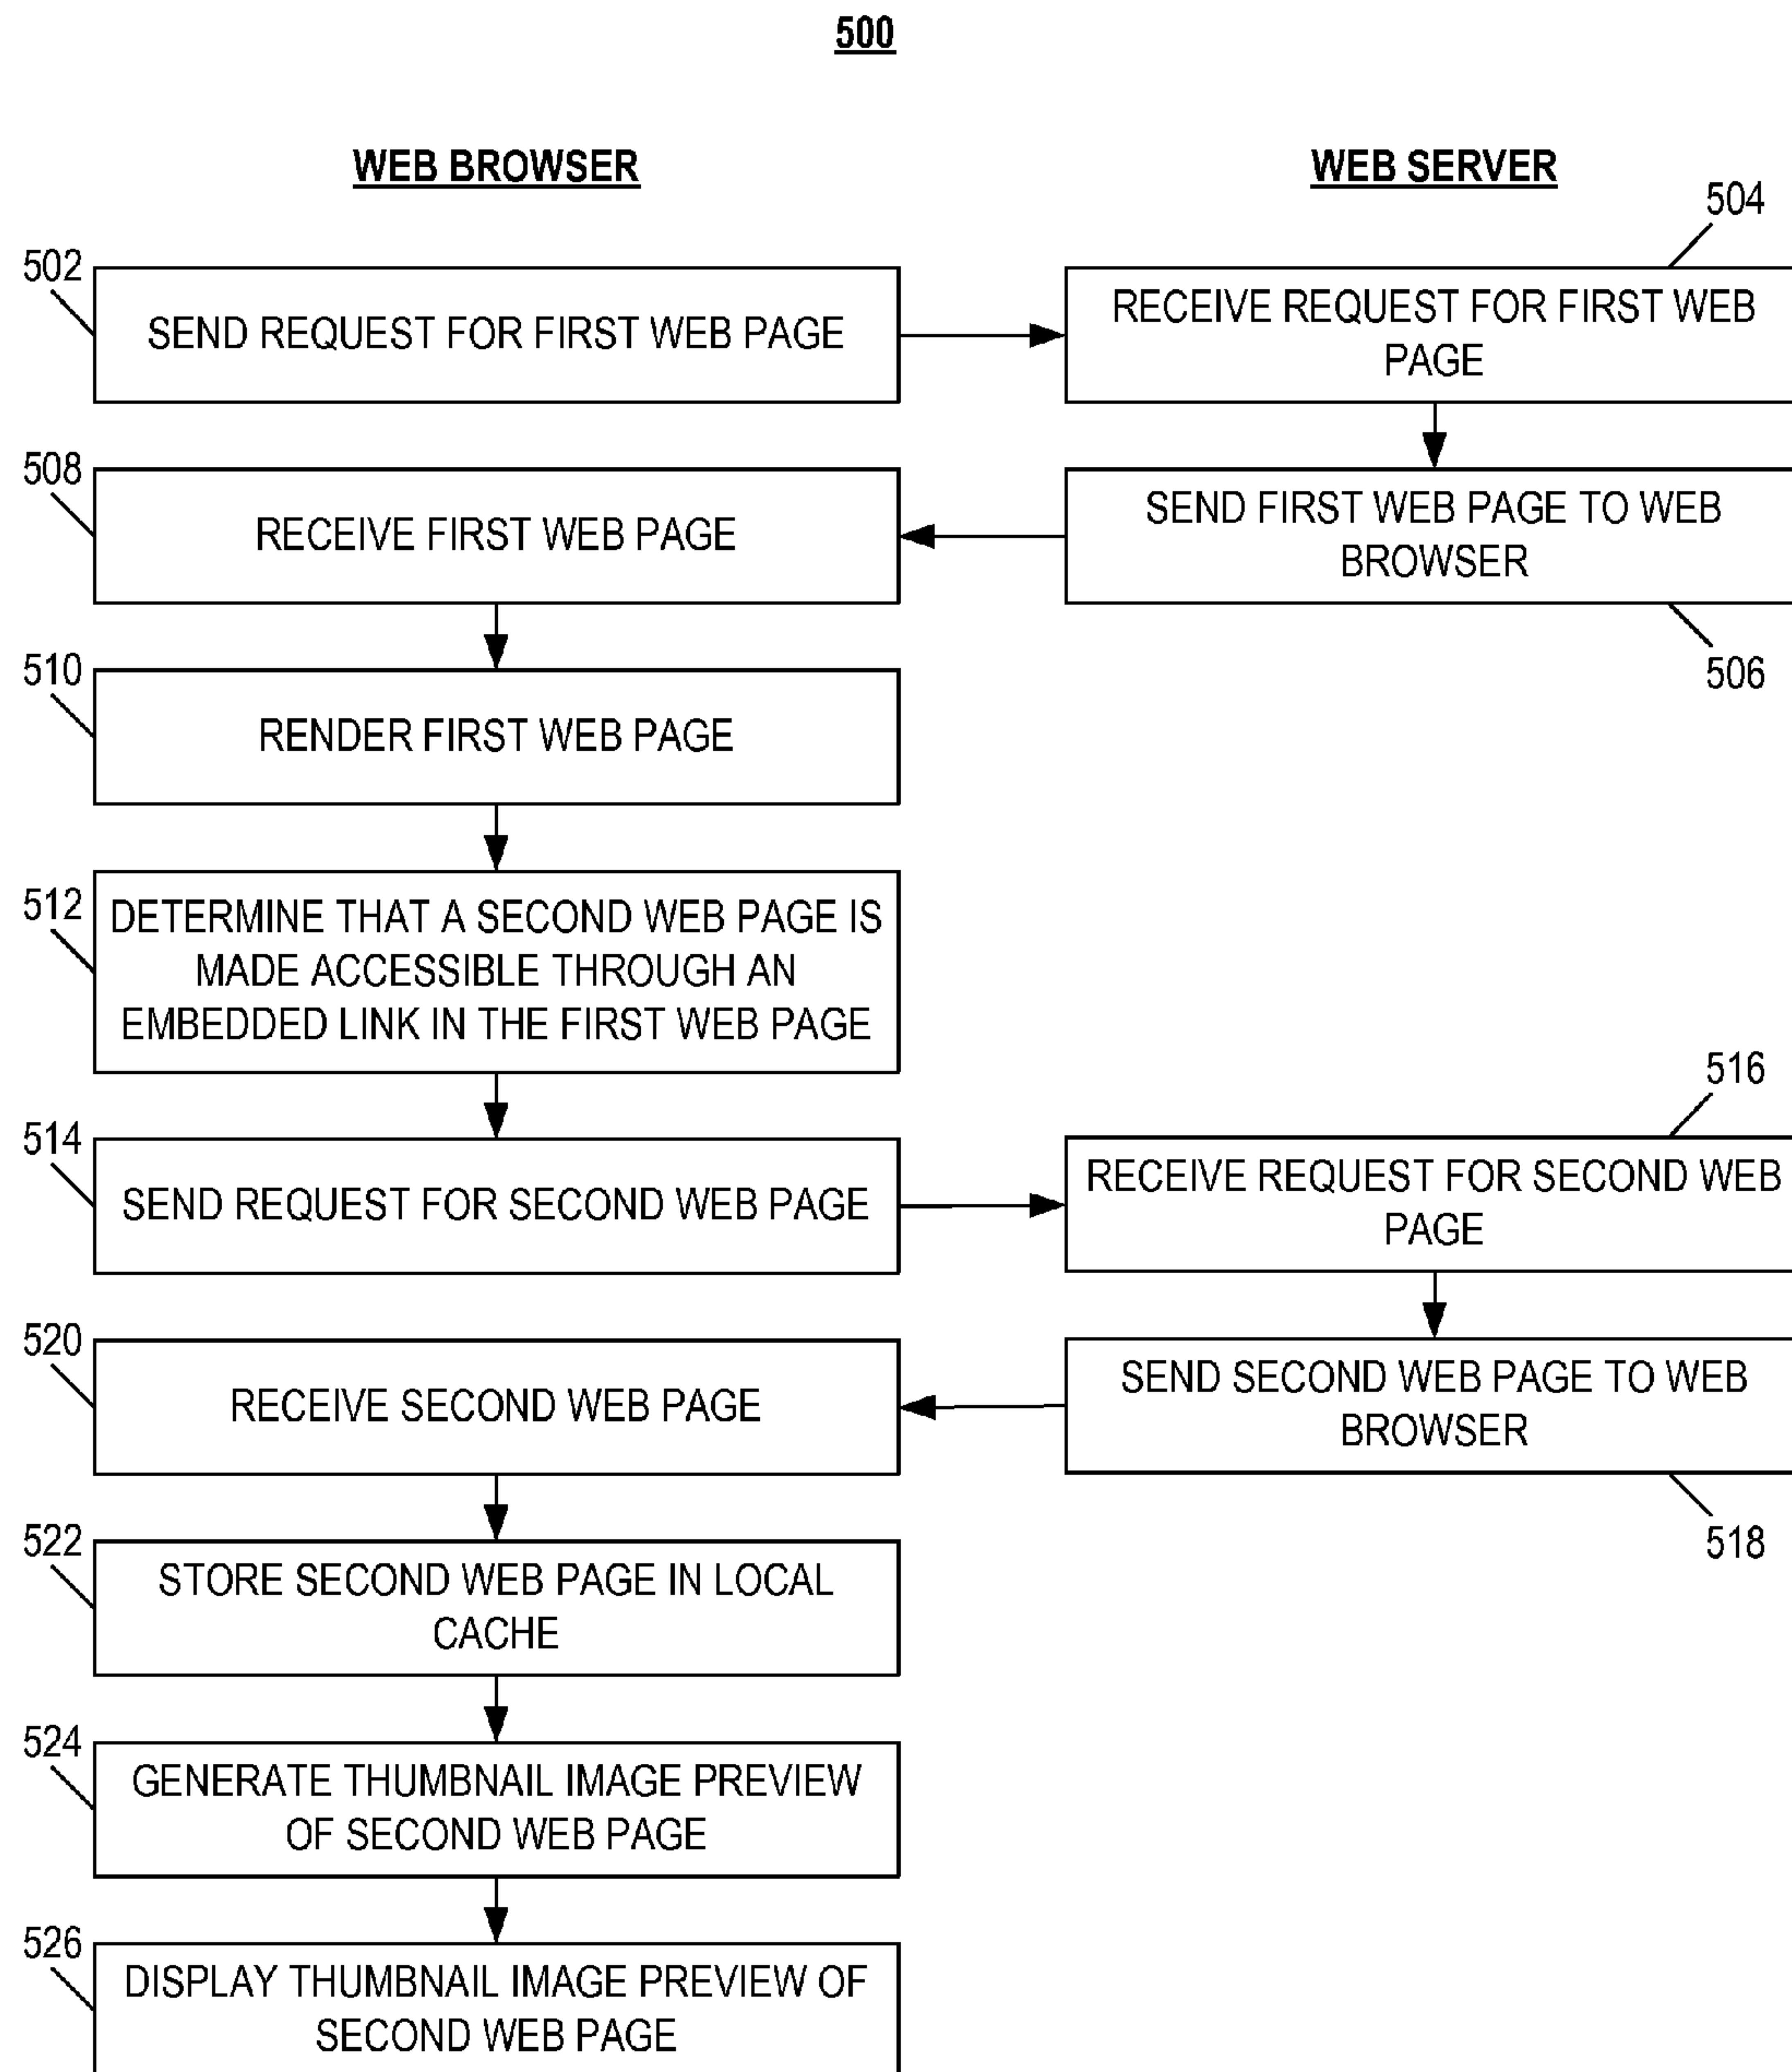 500
WEB BROWSER
WEB SERVER
502
SEND REQUEST FOR FIRST WEB PAGE
504
RECEIVE REQUEST FOR FIRST WEB
PAGE
506
SEND FIRST WEB PAGE TO WEB
BROWSER
508
RECEIVE FIRST WEB PAGE
510
RENDER FIRST WEB PAGE
512
DETERMINE THAT A SECOND WEB PAGE IS
MADE ACCESSIBLE THROUGH AN
EMBEDDED LINK IN THE FIRST WEB PAGE
514
SEND REQUEST FOR SECOND WEB PAGE
516
RECEIVE REQUEST FOR SECOND WEB
PAGE
518
SEND SECOND WEB PAGE TO WEB
BROWSER
520
RECEIVE SECOND WEB PAGE
522
STORE SECOND WEB PAGE IN LOCAL
CACHE
524
GENERATE THUMBNAIL IMAGE PREVIEW
OF SECOND WEB PAGE
526
DISPLAY THUMBNAIL IMAGE PREVIEW OF
SECOND WEB PAGE